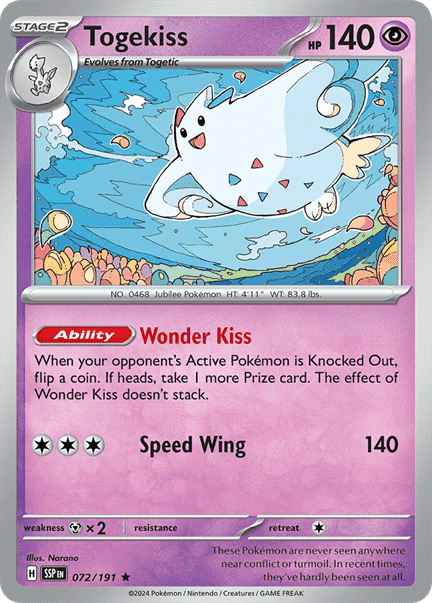 STAGE2
Togekiss
HP 140
Evolves from Togetic
NO. 0468 Jubilee Pokémon HT: 4'11" WT: 83.8 lbs.
Ability Wonder Kiss
When your opponent's Active Pokémon is Knocked Out,
flip a coin. If heads, take 1 more Prize card. The effect of
Wonder Kiss doesn't stack.
Speed Wing 140
weakness ×2 resistance retreat
Illus. Narano
H SSP EN 072/191 ★
These Pokémon are never seen anywhere
near conflict or turmoil. In recent times,
they've hardly been seen at all.
©2024 Pokémon / Nintendo / Creatures / GAME FREAK